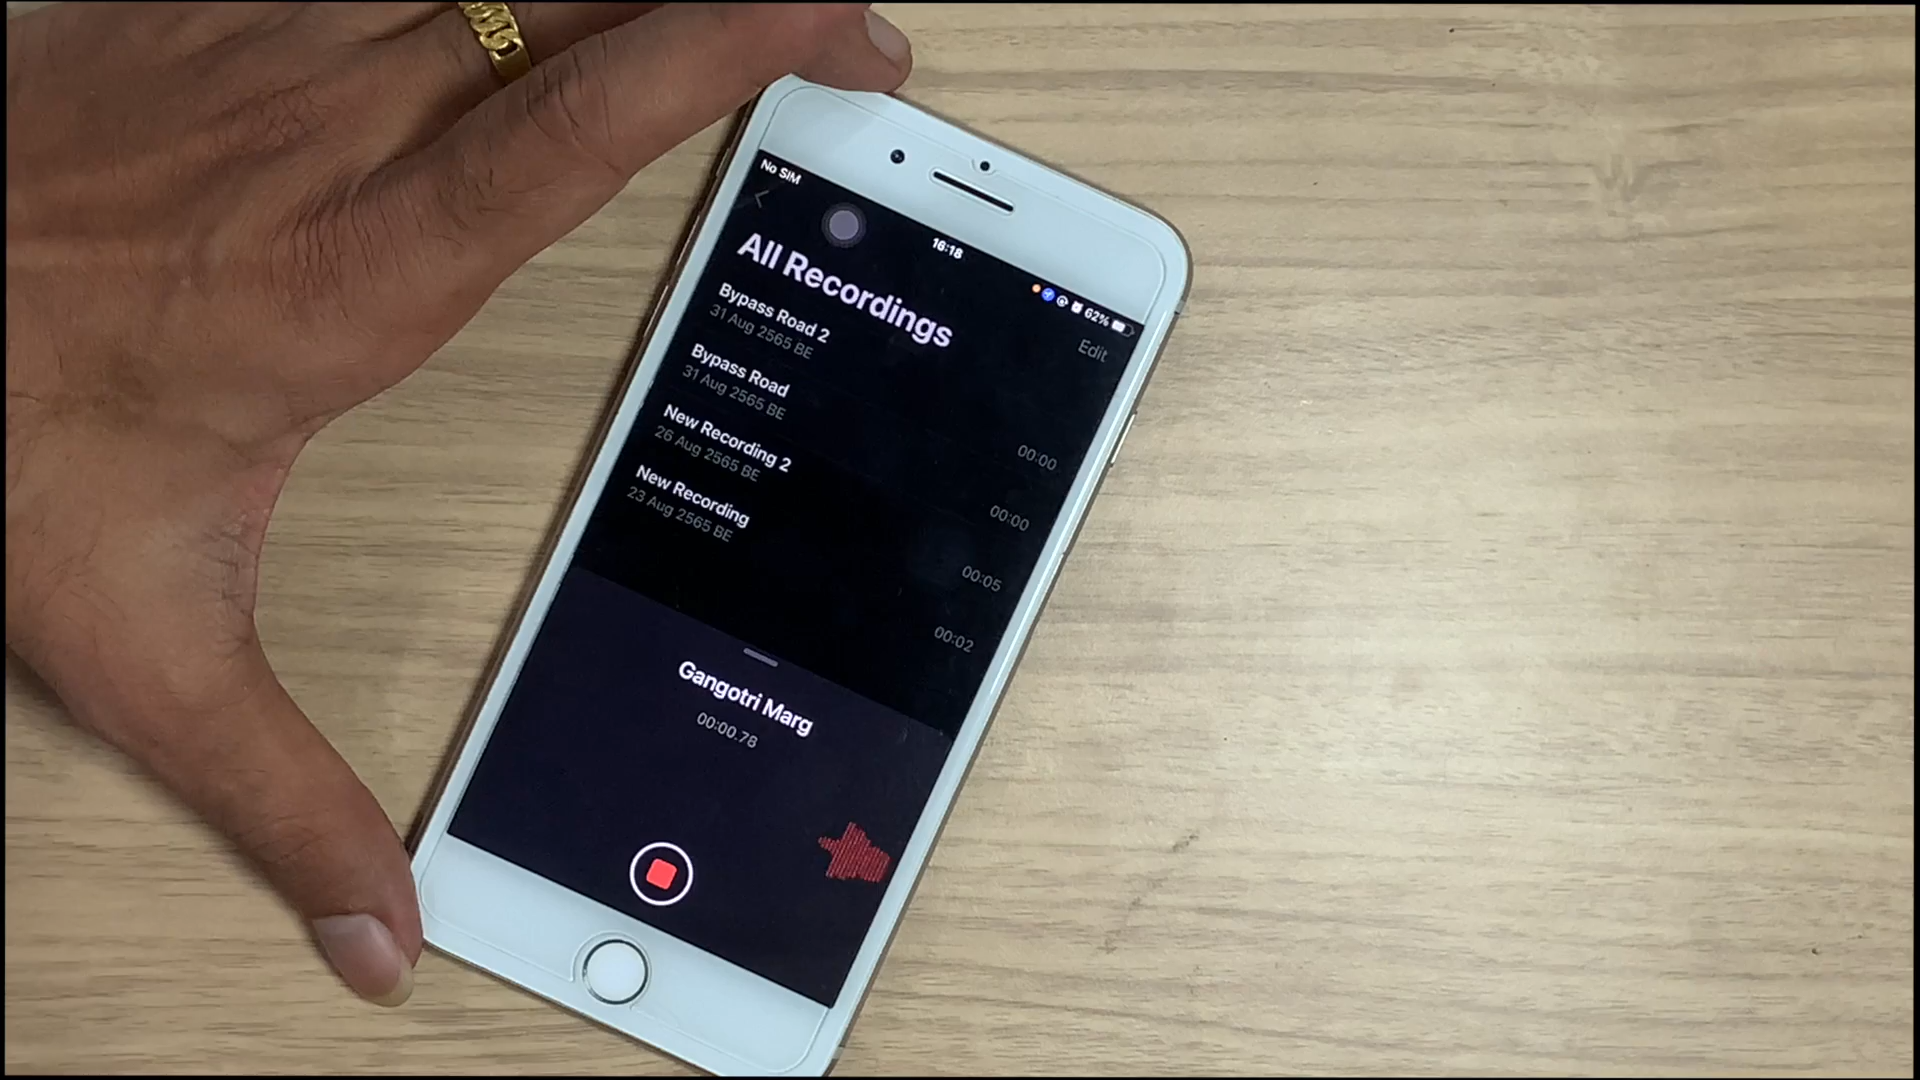 No SIM
16:18
62%
Edit
All Recordings
Bypass Road 2
31 Aug 2565 BE
00:00
Bypass Road
31 Aug 2565 BE
00:00
New Recording 2
26 Aug 2565 BE
00:05
New Recording
23 Aug 2565 BE
00:02
Gangotri Marg
00:00.78